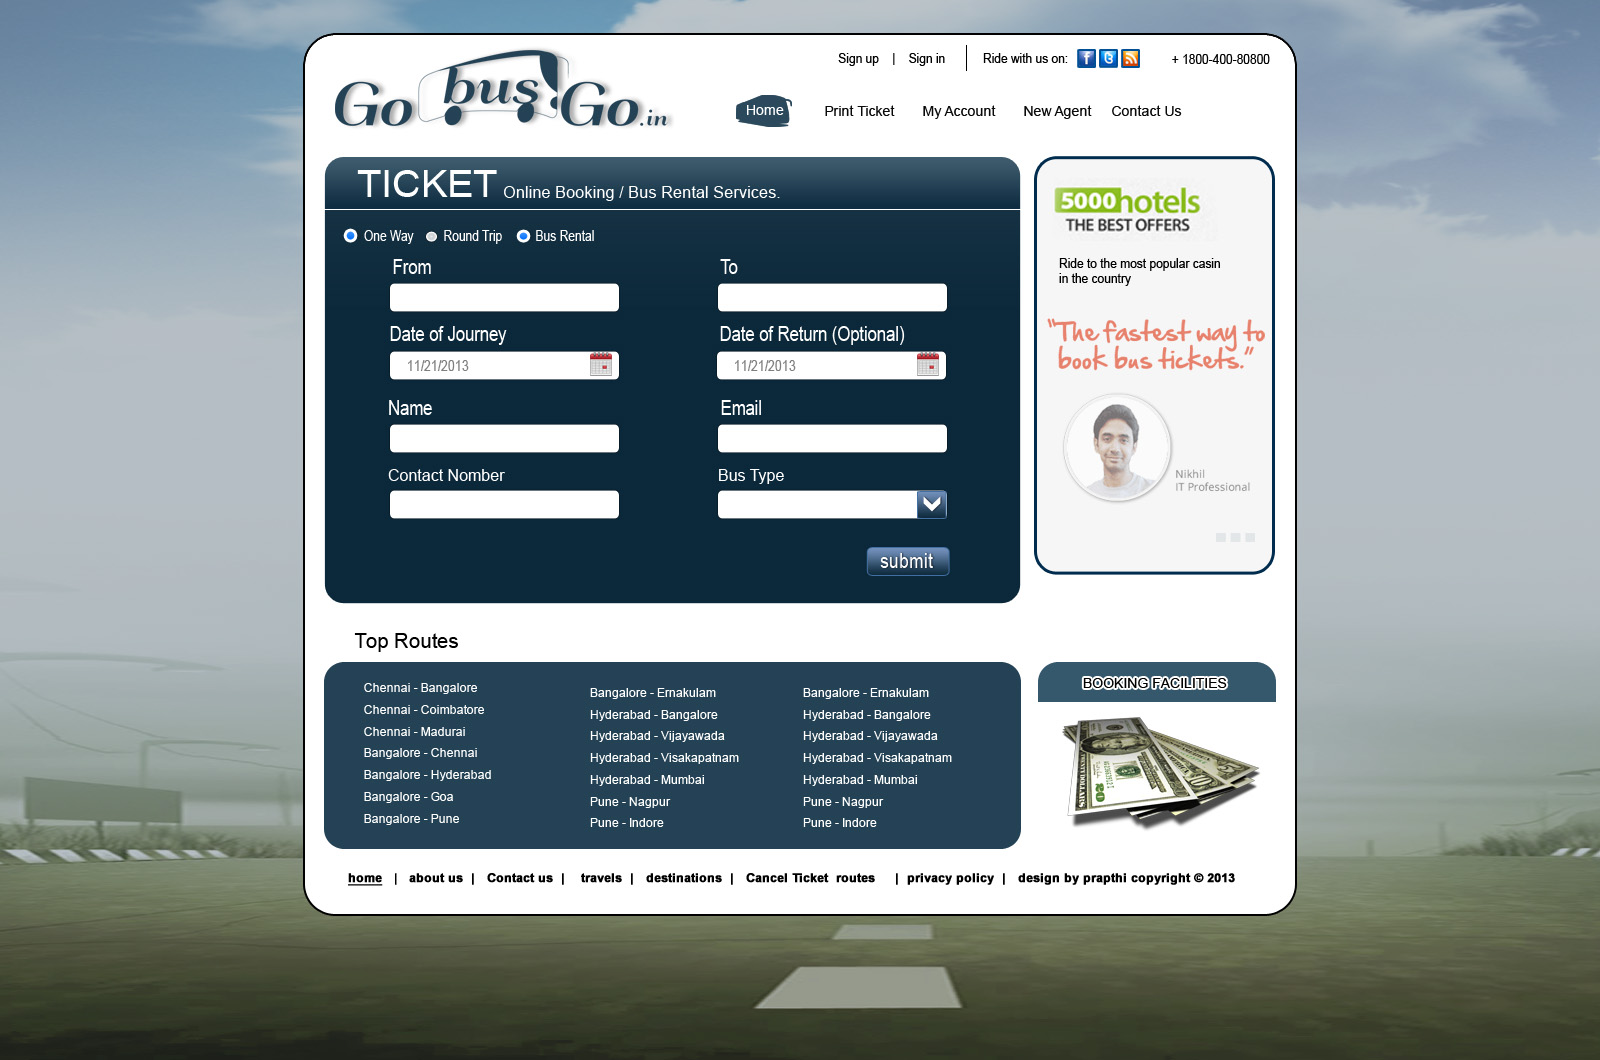 Go bus Go.in
Sign up | Sign in
Ride with us on:
+ 1800-400-80800
Home Print Ticket My Account New Agent Contact Us
TICKET Online Booking / Bus Rental Services.
One Way Round Trip Bus Rental
From To
Date of Journey Date of Return (Optional)
11/21/2013 11/21/2013
Name Email
Contact Nomber Bus Type
submit
5000hotels
THE BEST OFFERS
Ride to the most popular casin
in the country
"The fastest way to
book bus tickets."
Nikhil
IT Professional
Top Routes
Chennai - Bangalore
Chennai - Coimbatore
Chennai - Madurai
Bangalore - Chennai
Bangalore - Hyderabad
Bangalore - Goa
Bangalore - Pune
Bangalore - Ernakulam
Hyderabad - Bangalore
Hyderabad - Vijayawada
Hyderabad - Visakapatnam
Hyderabad - Mumbai
Pune - Nagpur
Pune - Indore
Bangalore - Ernakulam
Hyderabad - Bangalore
Hyderabad - Vijayawada
Hyderabad - Visakapatnam
Hyderabad - Mumbai
Pune - Nagpur
Pune - Indore
BOOKING FACILITIES
home | about us | Contact us | travels | destinations | Cancel Ticket routes | privacy policy | design by prapthi copyright © 2013